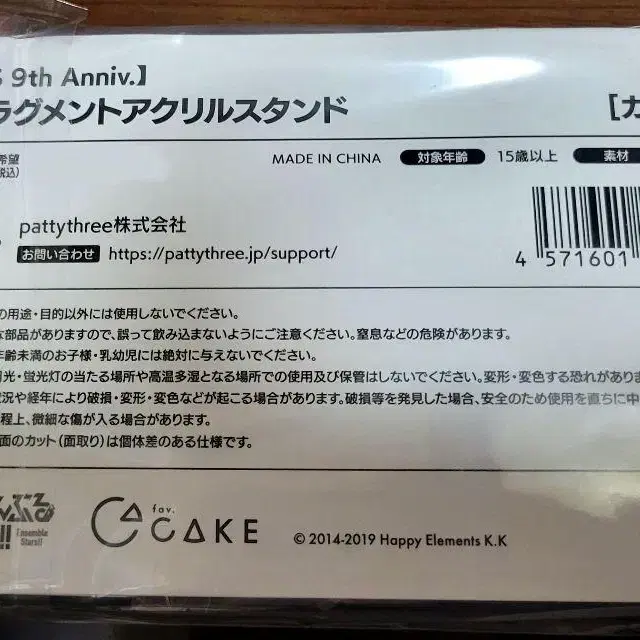 S 9th Anniv.】
ラグメントアクリルスタンド
[カ
希望
税込)
MADE IN CHINA 対象年齢 15歳以上 素材
pattythree株式会社
お問い合わせ https://pattythree.jp/support/
4 571601
の用途・目的以外には使用しないでください。
な部品がありますので、誤って飲み込まないようにご注意ください。窒息などの危険があります。
年齢未満のお子様・乳幼児には絶対に与えないでください。
光・蛍光灯の当たる場所や高温多湿となる場所での使用及び保管はしないでください。変形・変色する恐れがありま
状況や経年により破損・変形・変色などが起こる場合があります。破損等を発見した場合、安全のため使用を直ちに中
程上、微細な傷が入る場合があります。
面のカット(面取り)は個体差のある仕様です。
んぶる
!!
Ensemble
Stars!!
fav.
CAKE
© 2014-2019 Happy Elements K.K